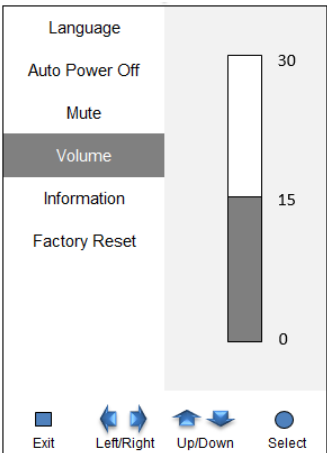 Language
Auto Power Off
Mute
Volume
Information
Factory Reset
30
15
0
Exit
Left/Right
Up/Down
Select